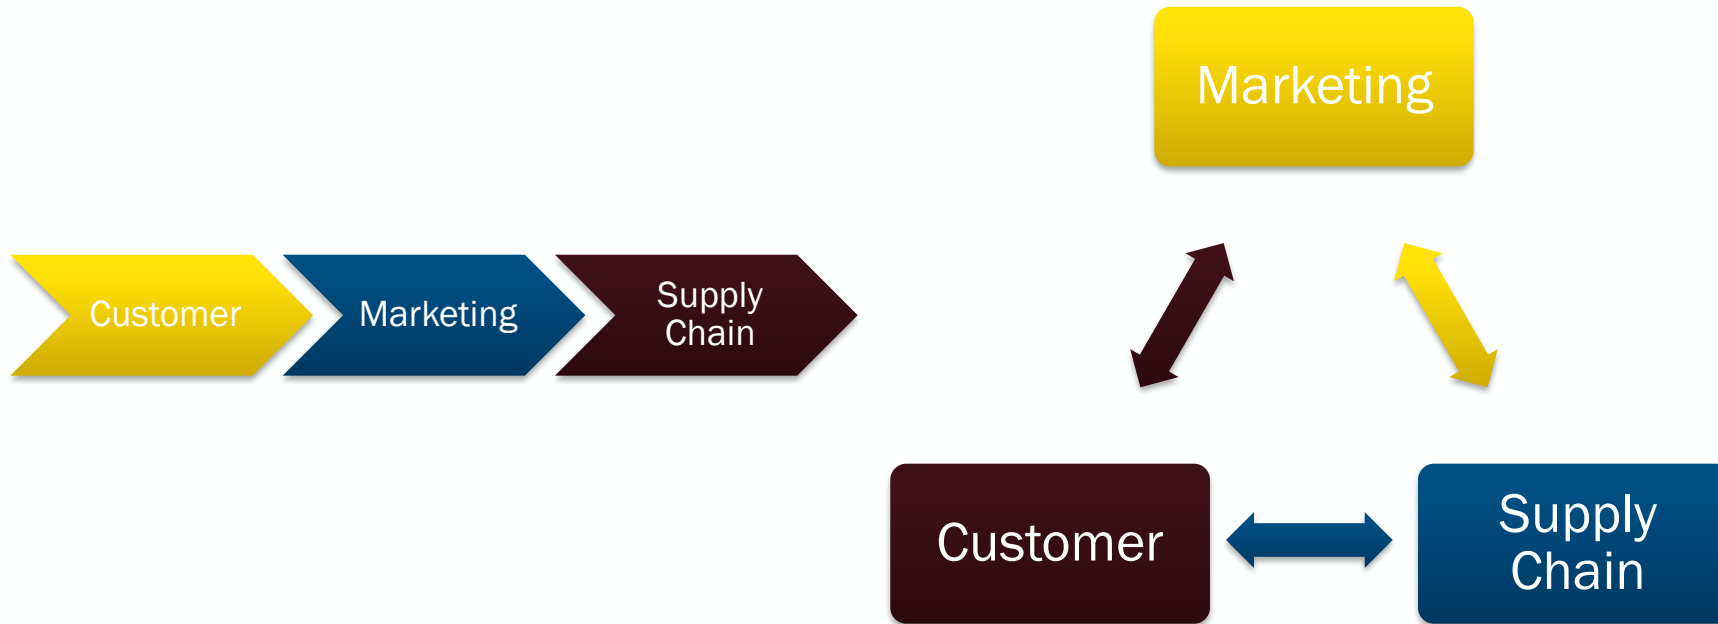 Customer
Marketing
Supply
Chain
Marketing
Customer
Supply
Chain